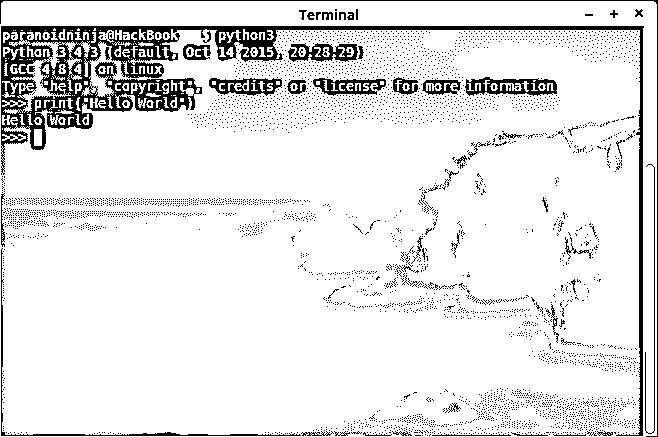 Terminal
paranoidninja@HackBook $ python3
Python 3.4.3 (default, Oct 14 2015, 20:28:29)
[GCC 4.8.4] on linux
Type "help", "copyright", "credits" or "license" for more information
>>> print("Hello World")
Hello World
>>>